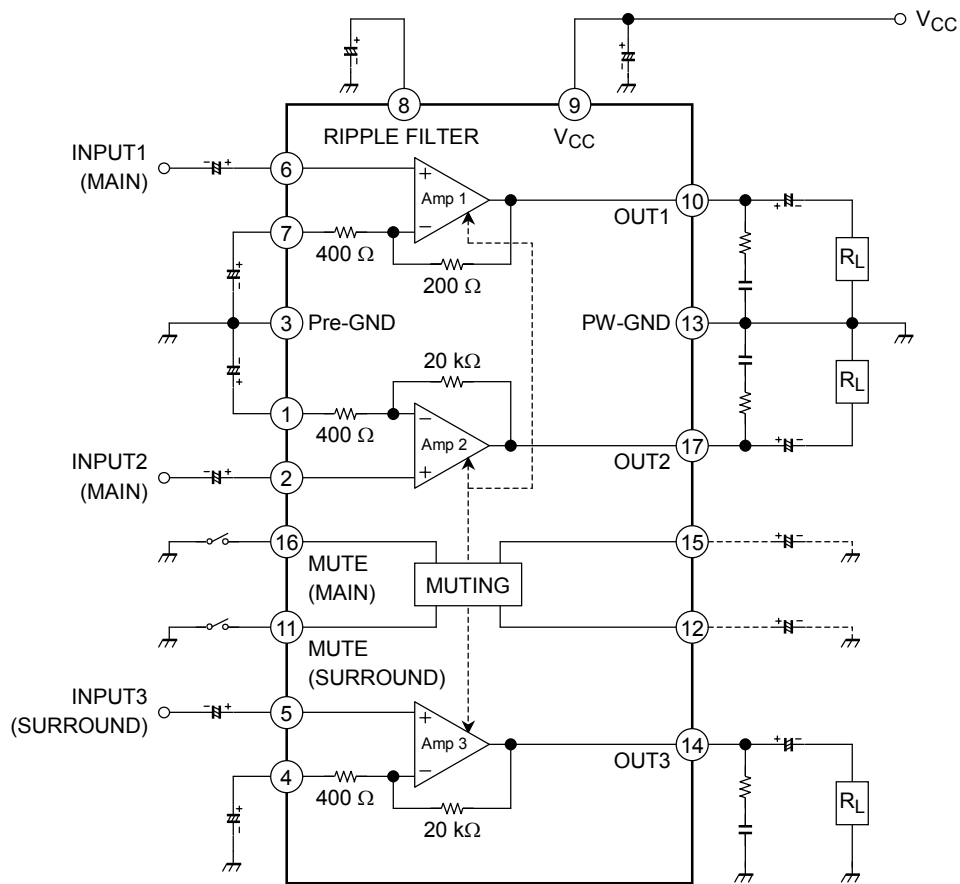 VCC
8
9
RIPPLE FILTER
VCC
INPUT1
(MAIN)
6
+
Amp 1
−
OUT1
10
7
400 Ω
200 Ω
RL
3
Pre-GND
PW-GND
13
20 kΩ
RL
1
400 Ω
−
Amp 2
+
OUT2
17
INPUT2
(MAIN)
2
16
MUTE
(MAIN)
15
MUTING
11
MUTE
(SURROUND)
12
INPUT3
(SURROUND)
5
+
Amp 3
−
OUT3
14
4
400 Ω
20 kΩ
RL